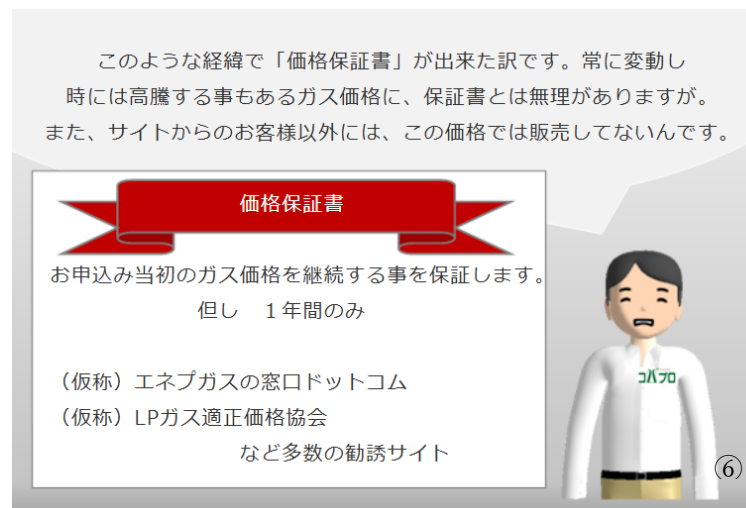 このような経緯で「価格保証書」が出来た訳です。常に変動し
時には高騰する事もあるガス価格に、保証書とは無理がありますが。
また、サイトからのお客様以外には、この価格では販売してないんです。
価格保証書
お申込み当初のガス価格を継続する事を保証します。
但し　１年間のみ
（仮称）エネプガスの窓口ドットコム
（仮称）LPガス適正価格協会
など多数の勧誘サイト
コバプロ
⑥